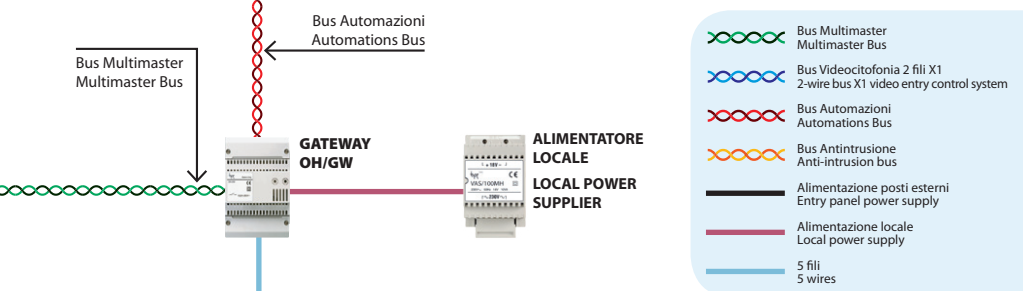 Bus Automazioni
Automations Bus
Bus Multimaster
Multimaster Bus
GATEWAY
OH/GW
ALIMENTATORE
LOCALE
LOCAL POWER
SUPPLIER
VAS/100MH
Bus Multimaster
Multimaster Bus
Bus Videocitofonia 2 fili X1
2-wire bus X1 video entry control system
Bus Automazioni
Automations Bus
Bus Antintrusione
Anti-intrusion bus
Alimentazione posti esterni
Entry panel power supply
Alimentazione locale
Local power supply
5 fili
5 wires